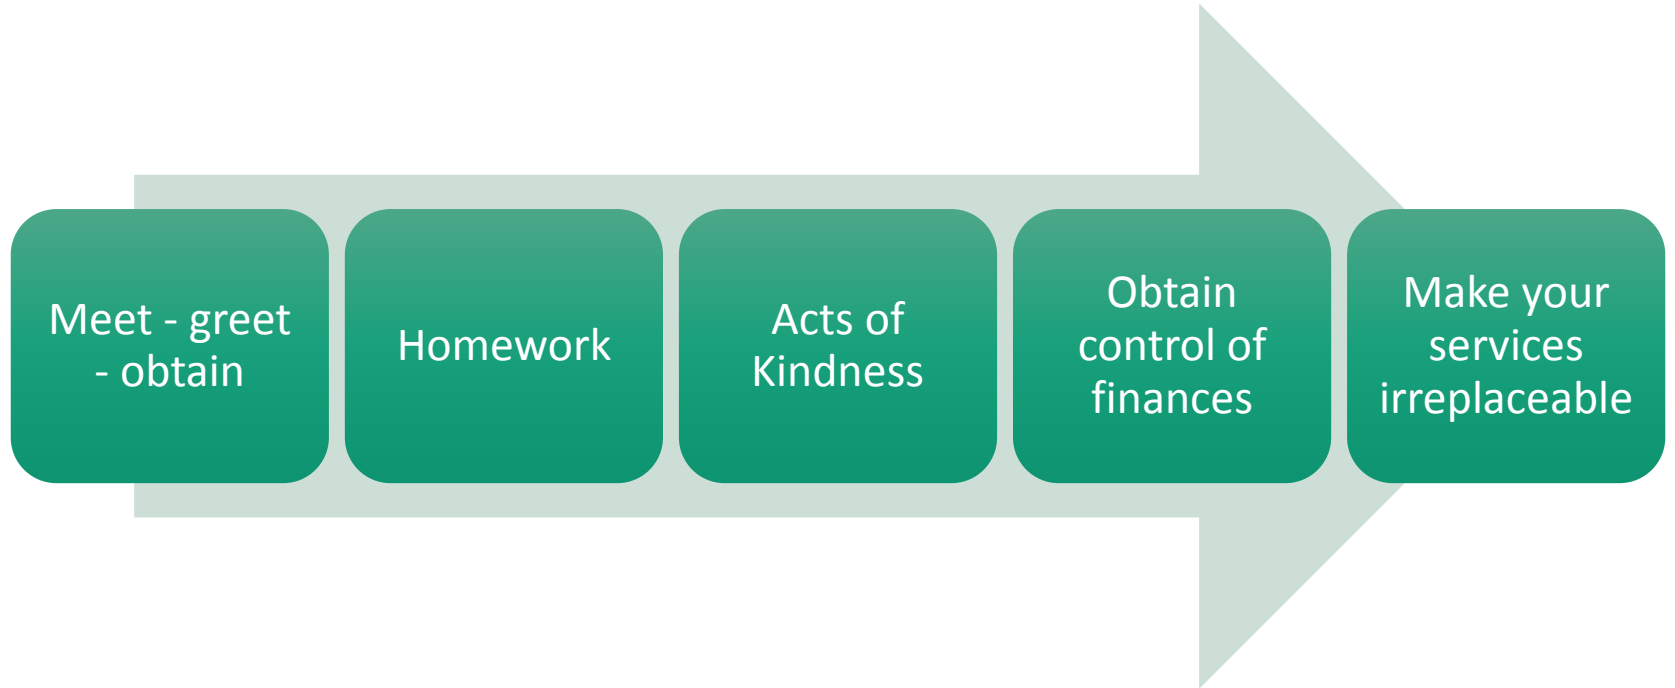 Meet - greet
- obtain
Homework
Acts of
Kindness
Obtain
control of
finances
Make your
services
irreplaceable